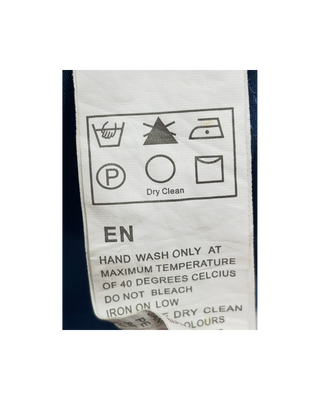 P
Dry Clean
EN
HAND WASH ONLY AT
MAXIMUM TEMPERATURE
OF 40 DEGREES CELCIUS
DO NOT BLEACH
IRON ON LOW
DRY CLEAN
COLOURS